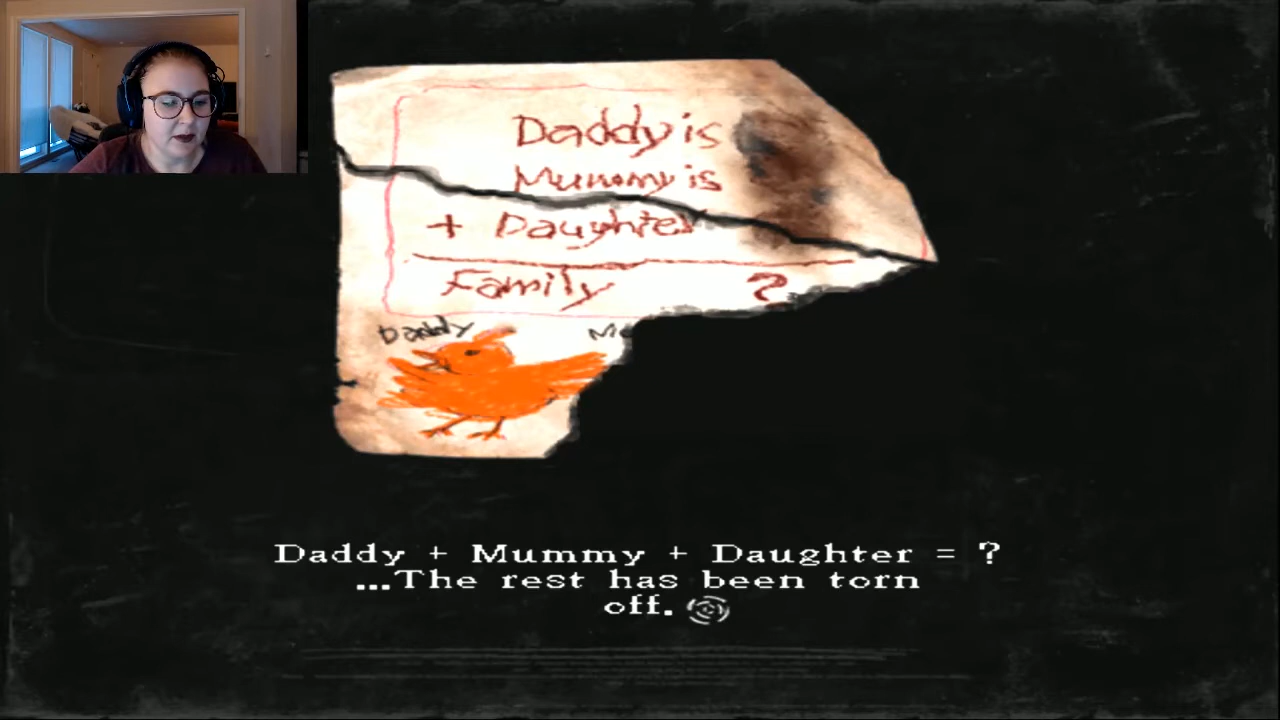 Daddy is
Mummy is
+ Daughter
Family ?
Daddy
Daddy + Mummy + Daughter = ?
...The rest has been torn
off.